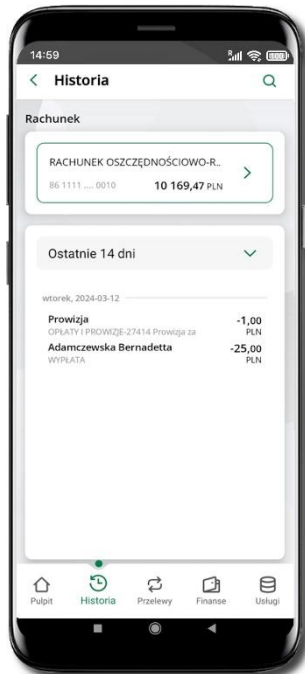 14:59
Historia
Rachunek
RACHUNEK OSZCZĘDNOŚCIOWO-R..
86 1111 .... 0010 10 169,47 PLN
Ostatnie 14 dni
wtorek, 2024-03-12
Prowizja -1,00
OPŁATY I PROWIZJE-27414 Prowizja za PLN
Adamczewska Bernadetta -25,00
WYPŁATA PLN
Pulpit Historia Przelewy Finanse Usługi